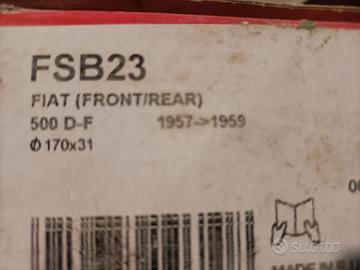 FSB23
FIAT (FRONT/REAR)
500 D-F 1957->1959
Φ 170x31
subito